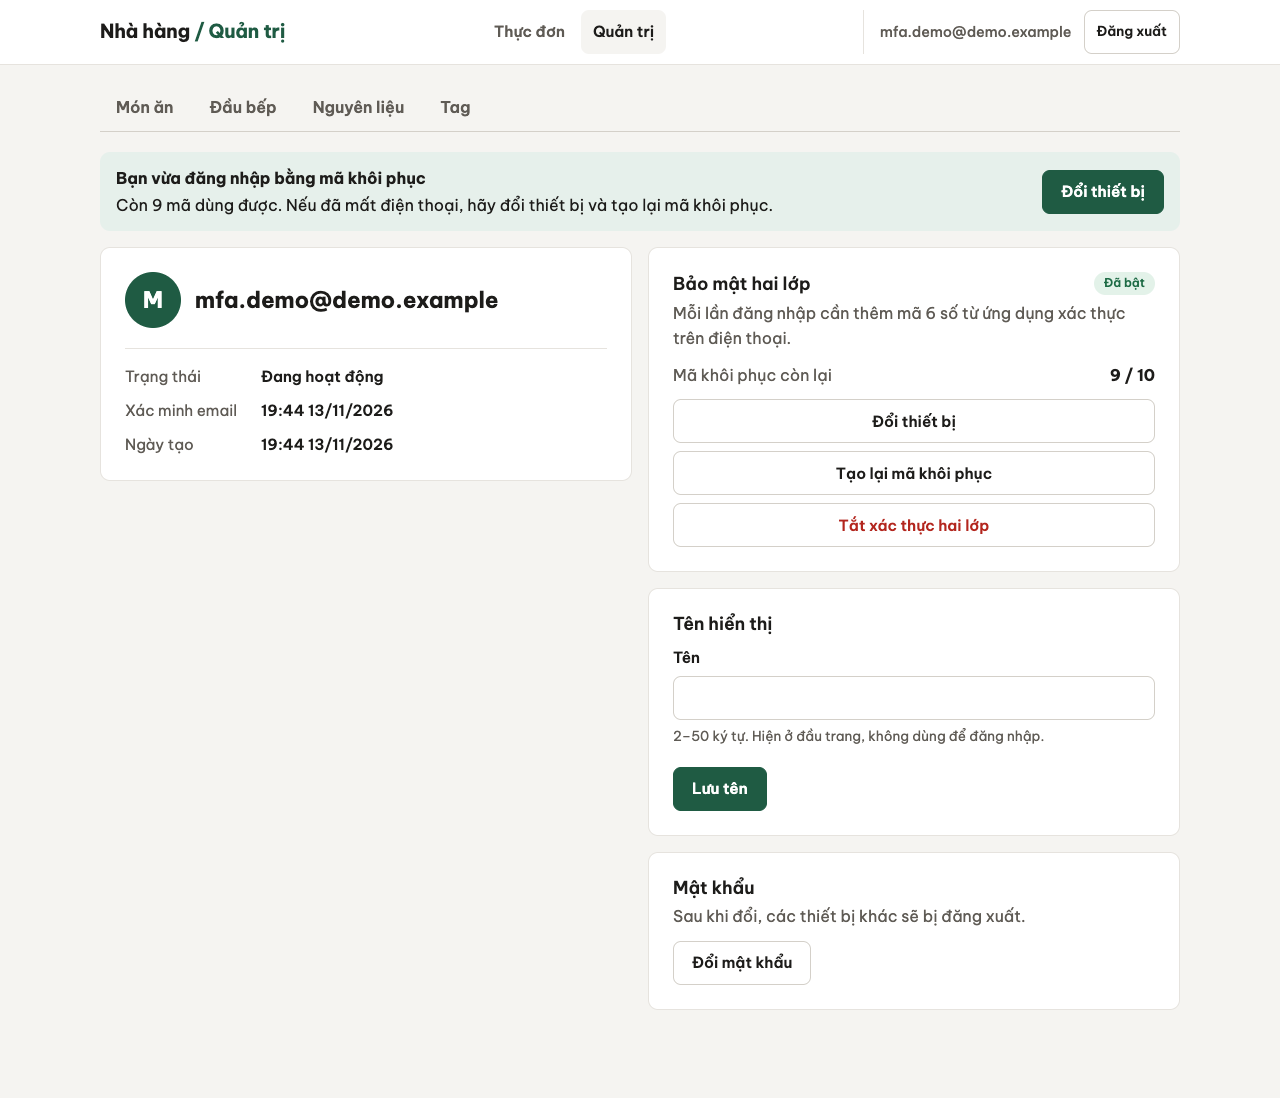 Nhà hàng / Quản trị
Thực đơn
Quản trị
mfa.demo@demo.example
Đăng xuất
Món ăn
Đầu bếp
Nguyên liệu
Tag
Bạn vừa đăng nhập bằng mã khôi phục
Còn 9 mã dùng được. Nếu đã mất điện thoại, hãy đổi thiết bị và tạo lại mã khôi phục.
Đổi thiết bị
M
mfa.demo@demo.example
Trạng thái
Đang hoạt động
Xác minh email
19:44 13/11/2026
Ngày tạo
19:44 13/11/2026
Bảo mật hai lớp
Đã bật
Mỗi lần đăng nhập cần thêm mã 6 số từ ứng dụng xác thực
trên điện thoại.
Mã khôi phục còn lại
9 / 10
Đổi thiết bị
Tạo lại mã khôi phục
Tắt xác thực hai lớp
Tên hiển thị
Tên
2–50 ký tự. Hiện ở đầu trang, không dùng để đăng nhập.
Lưu tên
Mật khẩu
Sau khi đổi, các thiết bị khác sẽ bị đăng xuất.
Đổi mật khẩu